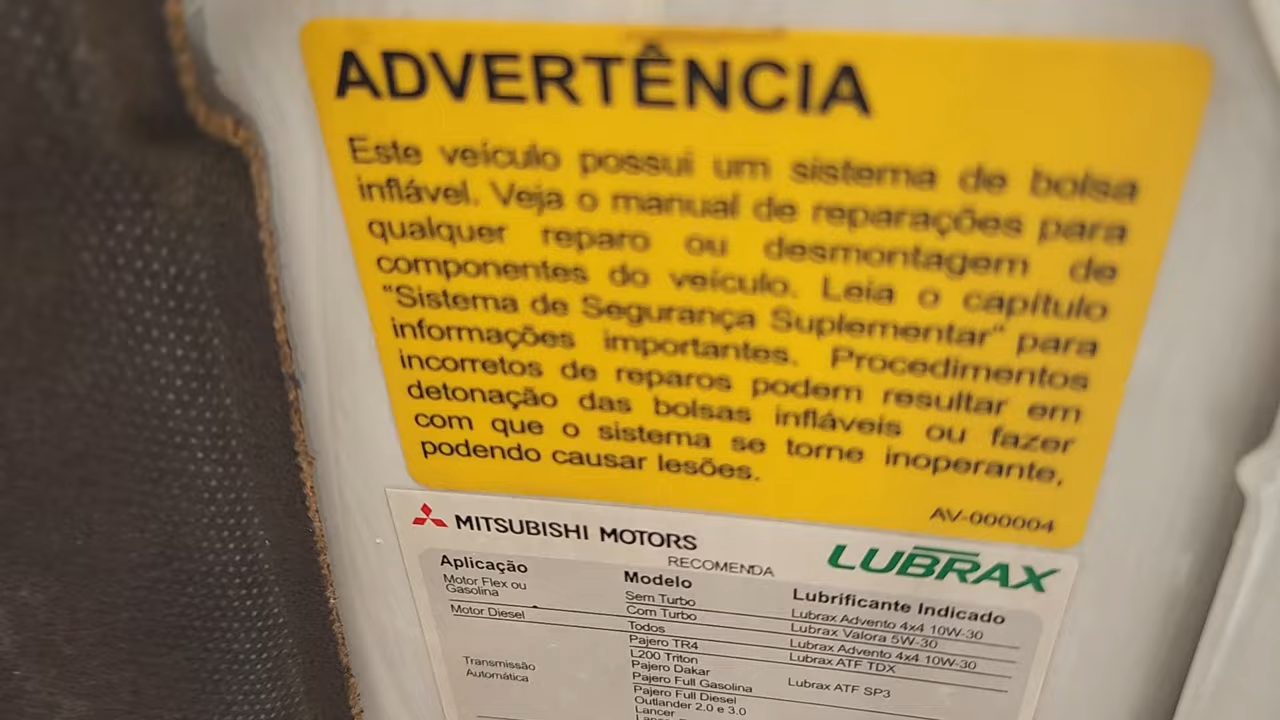 ADVERTÊNCIA
Este veículo possui um sistema de bolsa
inflável. Veja o manual de reparações para
qualquer reparo ou desmontagem de
componentes do veículo. Leia o capítulo
"Sistema de Segurança Suplementar" para
informações importantes. Procedimentos
incorretos de reparos podem resultar em
detonação das bolsas infláveis ou fazer
com que o sistema se torne inoperante,
podendo causar lesões.
AV-000004
MITSUBISHI MOTORS
RECOMENDA
LUBRAX
Aplicação Modelo Lubrificante Indicado
Motor Flex ou
Gasolina
Sem Turbo Lubrax Advento 4x4 10W-30
Com Turbo Lubrax Valora 5W-30
Motor Diesel Todos Lubrax Advento 4x4 10W-30
Pajero TR4 Lubrax ATF TDX
Transmissão
Automática
L200 Triton
Pajero Dakar
Pajero Full Gasolina
Lubrax ATF SP3
Pajero Full Diesel
Outlander 2.0 e 3.0
Lancer